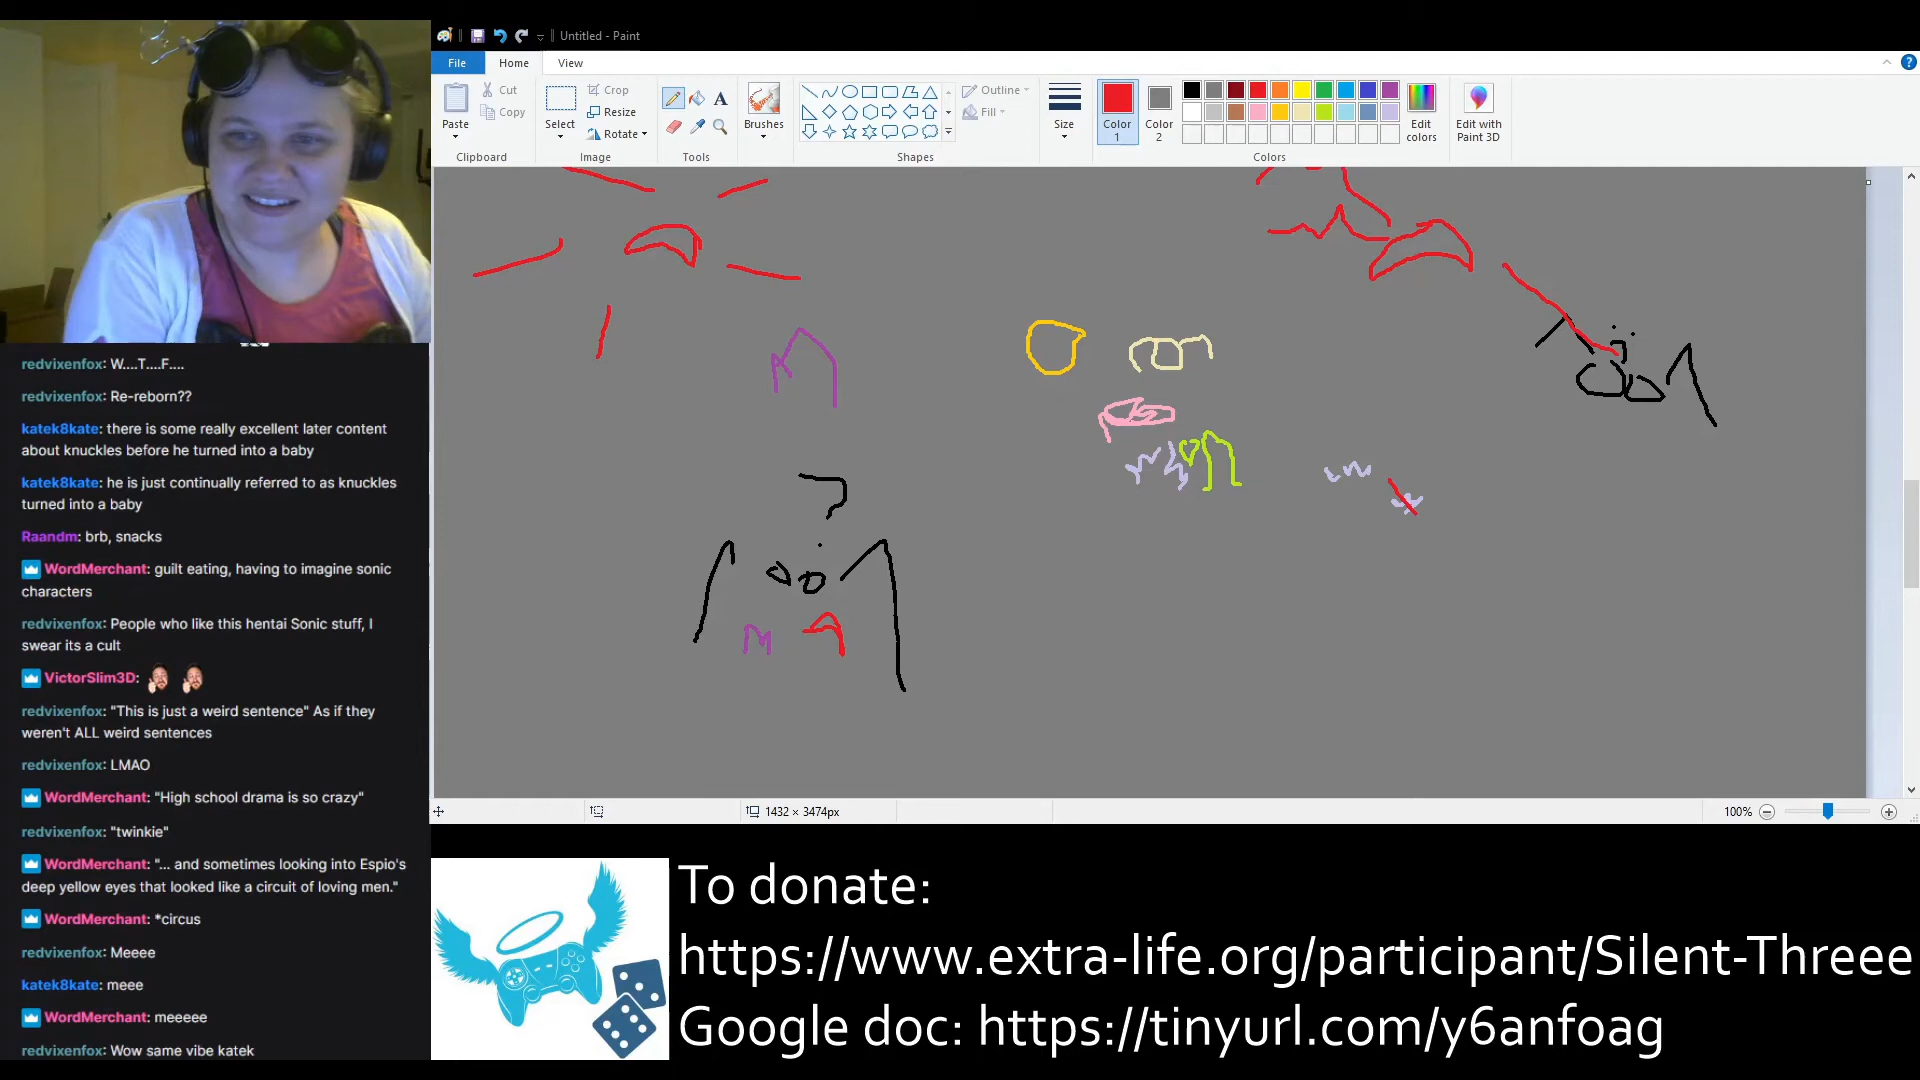 Untitled - Paint
File Home View
Paste
Cut
Copy
Clipboard
Select
Crop
Resize
Rotate
Image
A
Tools
Brushes
Shapes
Outline
Fill
Size
Color 1
Color 2
Edit colors
Edit with Paint 3D
Colors
redvixenfox: W....T....F....
redvixenfox: Re-reborn??
katek8kate: there is some really excellent later content
about knuckles before he turned into a baby
katek8kate: he is just continually referred to as knuckles
turned into a baby
Raandm: brb, snacks
WordMerchant: guilt eating, having to imagine sonic
characters
redvixenfox: People who like this hentai Sonic stuff, I
swear its a cult
VictorSlim3D:
redvixenfox: "This is just a weird sentence" As if they
weren't ALL weird sentences
redvixenfox: LMAO
WordMerchant: "High school drama is so crazy"
redvixenfox: "twinkie"
WordMerchant: "... and sometimes looking into Espio's
deep yellow eyes that looked like a circuit of loving men."
WordMerchant: *circus
redvixenfox: Meeee
katek8kate: meee
WordMerchant: meeeee
redvixenfox: Wow same vibe katek
1432 × 3474px
100%
To donate:
https://www.extra-life.org/participant/Silent-Threee
Google doc: https://tinyurl.com/y6anfoag